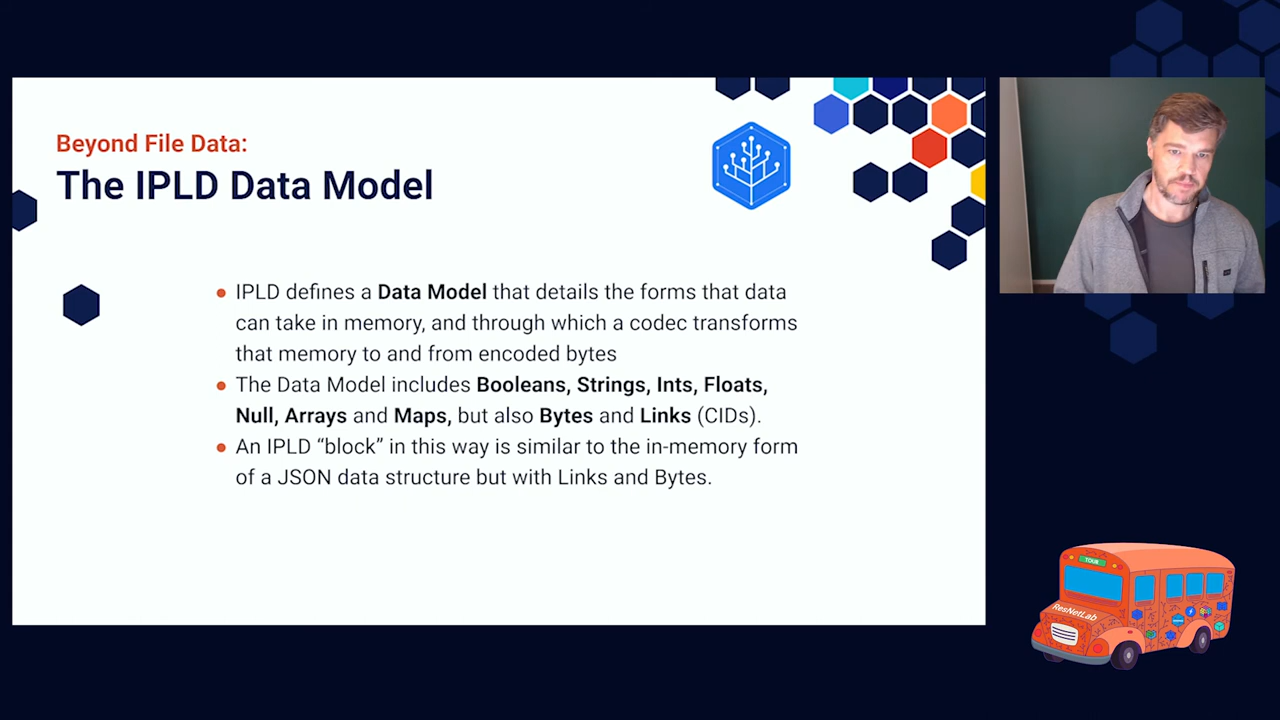 Beyond File Data:
The IPLD Data Model
● IPLD defines a Data Model that details the forms that data
can take in memory, and through which a codec transforms
that memory to and from encoded bytes
● The Data Model includes Booleans, Strings, Ints, Floats,
Null, Arrays and Maps, but also Bytes and Links (CIDs).
● An IPLD “block” in this way is similar to the in-memory form
of a JSON data structure but with Links and Bytes.
TOUR
ResNetLab